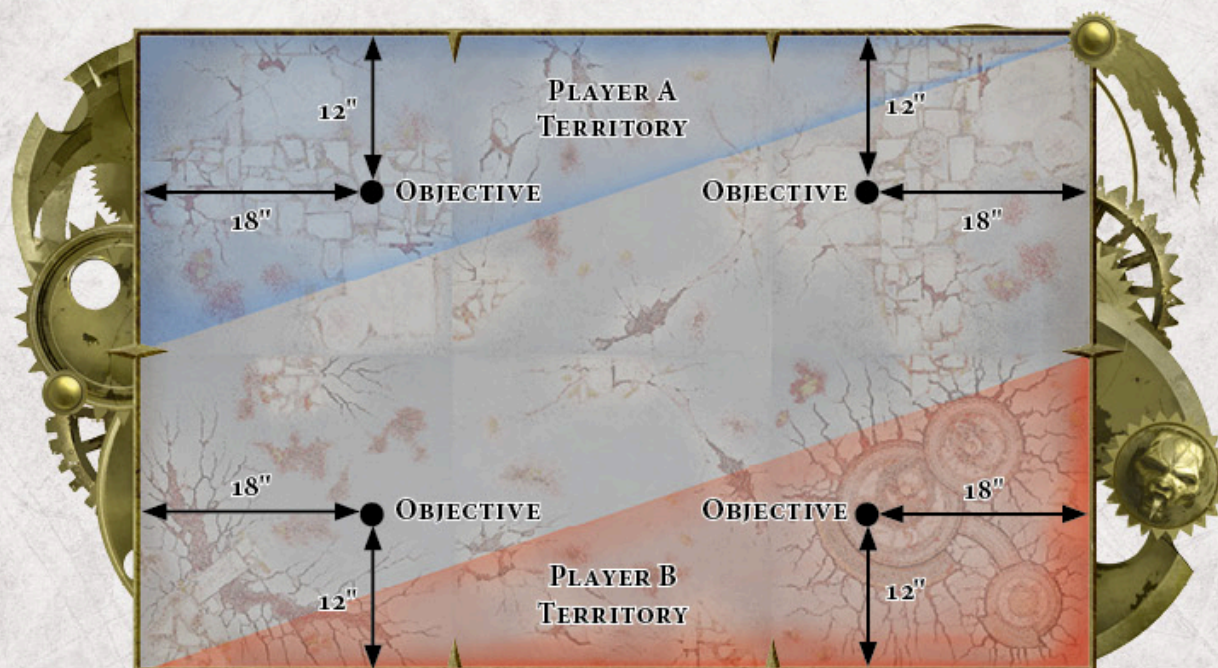 12"
PLAYER A
TERRITORY
12"
OBJECTIVE
OBJECTIVE
18"
18"
18"
OBJECTIVE
OBJECTIVE
18"
12"
PLAYER B
TERRITORY
12"